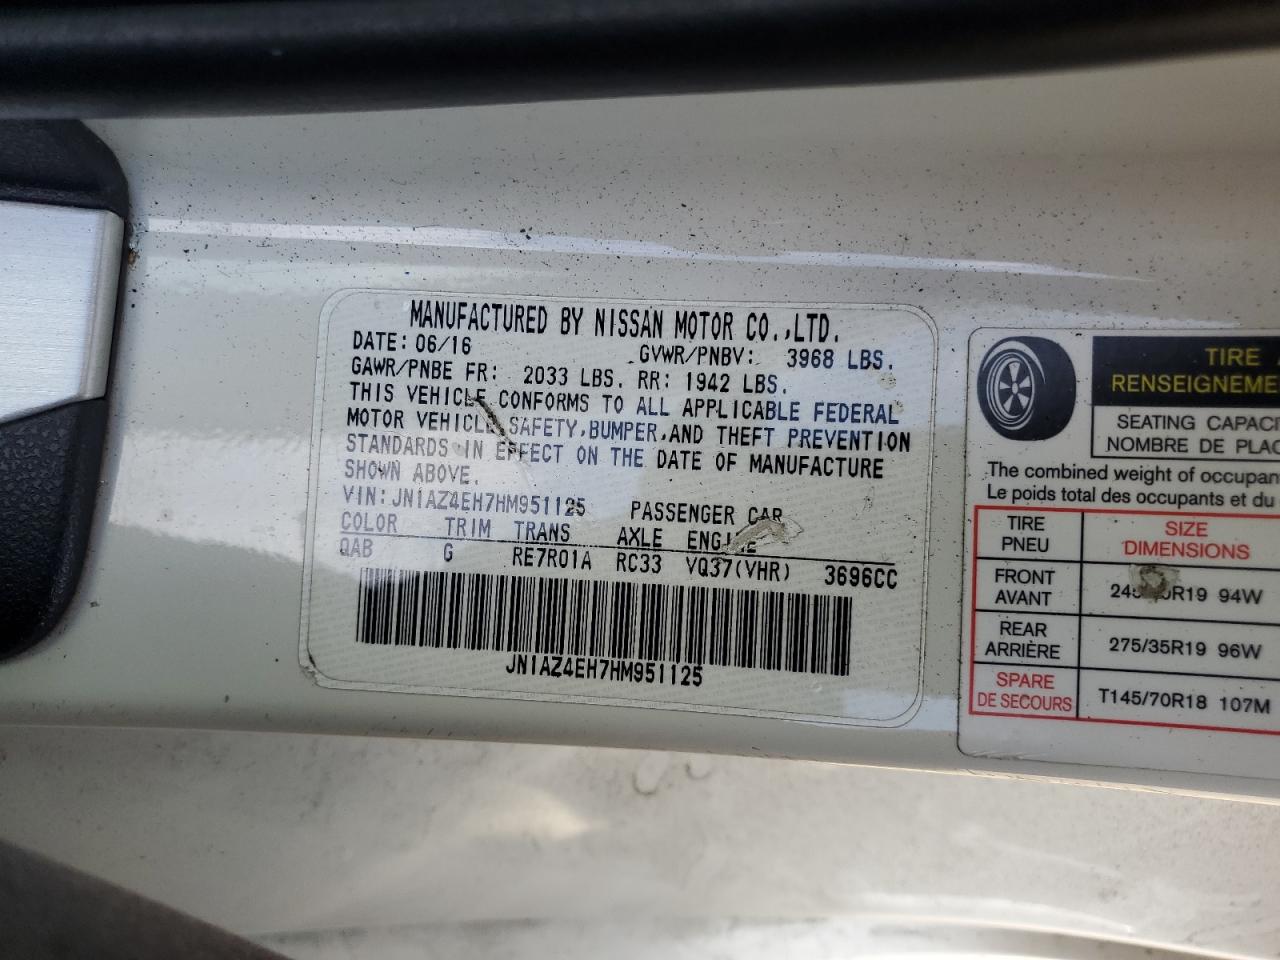 MANUFACTURED BY NISSAN MOTOR CO.,LTD.
DATE: 06/16 GVWR/PNBV: 3968 LBS.
GAWR/PNBE FR: 2033 LBS. RR: 1942 LBS.
THIS VEHICLE CONFORMS TO ALL APPLICABLE FEDERAL
MOTOR VEHICLE SAFETY,BUMPER,AND THEFT PREVENTION
STANDARDS IN EFFECT ON THE DATE OF MANUFACTURE
SHOWN ABOVE.
VIN:JN1AZ4EH7HM951125 PASSENGER CAR
COLOR TRIM TRANS AXLE ENGINE
QAB G RE7R01A RC33 VQ37(VHR) 3696CC
JN1AZ4EH7HM951125
TIRE
RENSEIGNEME
SEATING CAPACI
NOMBRE DE PLAC
The combined weight of occupan
Le poids total des occupants et du
TIRE
PNEU
SIZE
DIMENSIONS
FRONT
AVANT
94W
REAR
ARRIÈRE
275/35R19 96W
SPARE
DE SECOURS
T145/70R18 107M